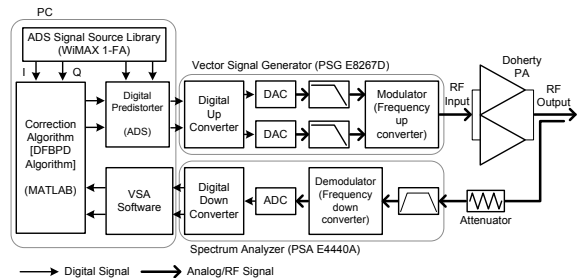 PC
ADS Signal Source Library
(WiMAX 1-FA)
I
Q
Correction
Algorithm
[DFBPD
Algorithm]
(MATLAB)
Digital
Predistorter
(ADS)
VSA
Software
Vector Signal Generator (PSG E8267D)
Digital
Up
Converter
DAC
DAC
Modulator
(Frequency
up
converter)
RF
Input
Doherty
PA
RF
Output
Digital
Down
Converter
ADC
Demodulator
(Frequency
down
converter)
Attenuator
Spectrum Analyzer (PSA E4440A)
Digital Signal
Analog/RF Signal